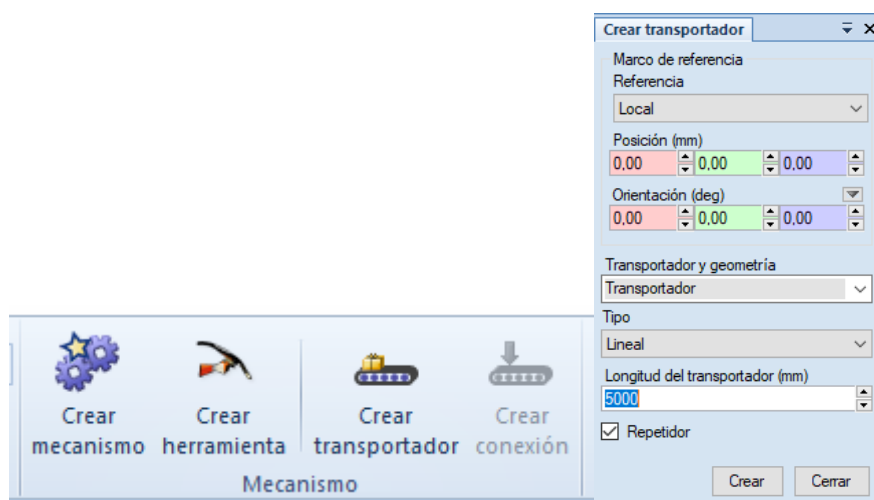 Crear mecanismo
Crear herramienta
Crear transportador
Crear conexión
Mecanismo
Crear transportador
Marco de referencia
Referencia
Local
Posición (mm)
0,00 0,00 0,00
Orientación (deg)
0,00 0,00 0,00
Transportador y geometría
Transportador
Tipo
Lineal
Longitud del transportador (mm)
5000
Repetidor
Crear Cerrar